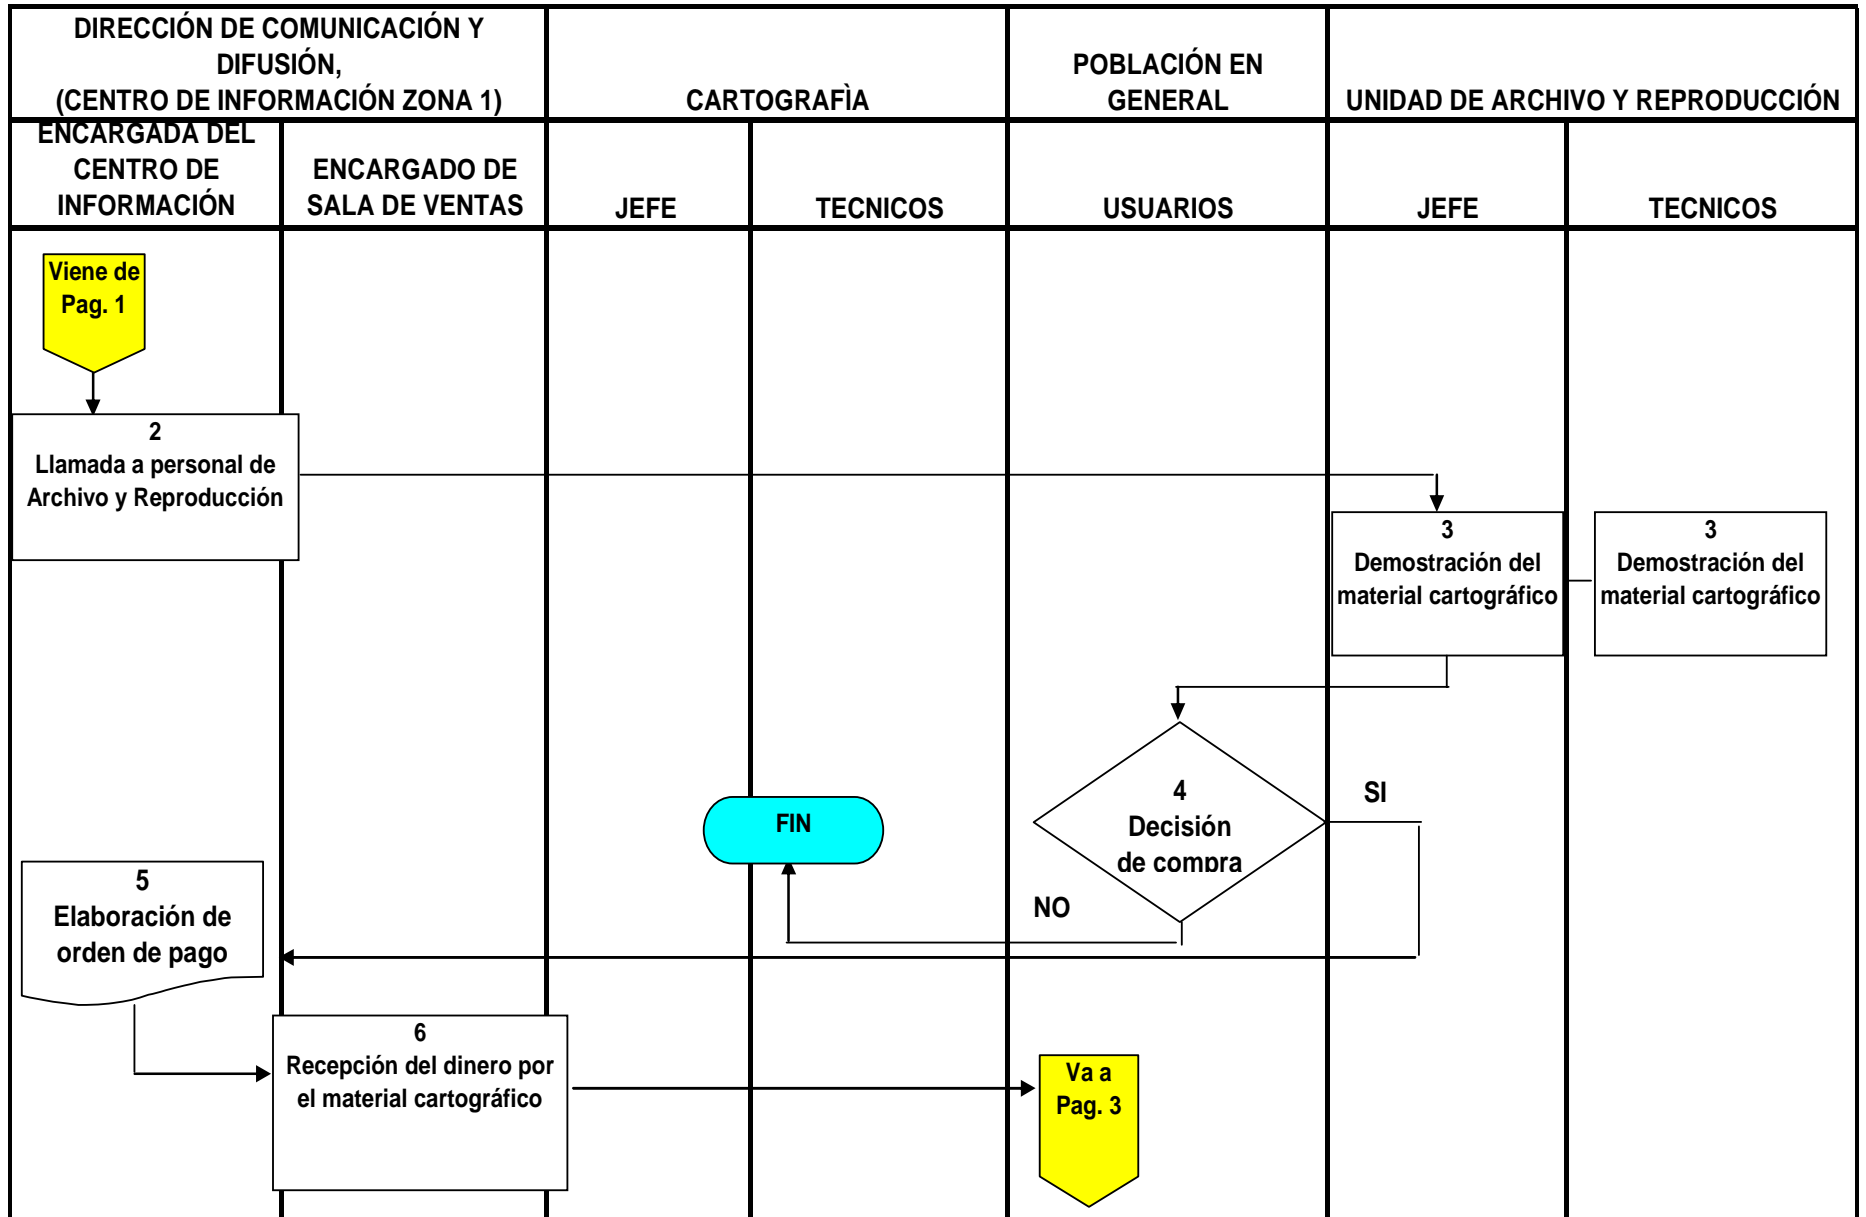 DIRECCIÓN DE COMUNICACIÓN Y
DIFUSIÓN,
(CENTRO DE INFORMACIÓN ZONA 1)
CARTOGRAFÌA
POBLACIÓN EN
GENERAL
UNIDAD DE ARCHIVO Y REPRODUCCIÓN
ENCARGADA DEL
CENTRO DE
INFORMACIÓN
ENCARGADO DE
SALA DE VENTAS
JEFE
TECNICOS
USUARIOS
JEFE
TECNICOS
Viene de
Pag. 1
2
Llamada a personal de
Archivo y Reproducción
3
Demostración del
material cartográfico
3
Demostración del
material cartográfico
4
Decisión
de compra
SI
NO
FIN
5
Elaboración de
orden de pago
6
Recepción del dinero por
el material cartográfico
Va a
Pag. 3